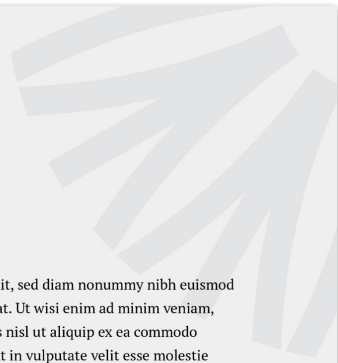 it, sed diam nonummy nibh euismod
at. Ut wisi enim ad minim veniam,
s nisl ut aliquip ex ea commodo
t in vulputate velit esse molestie